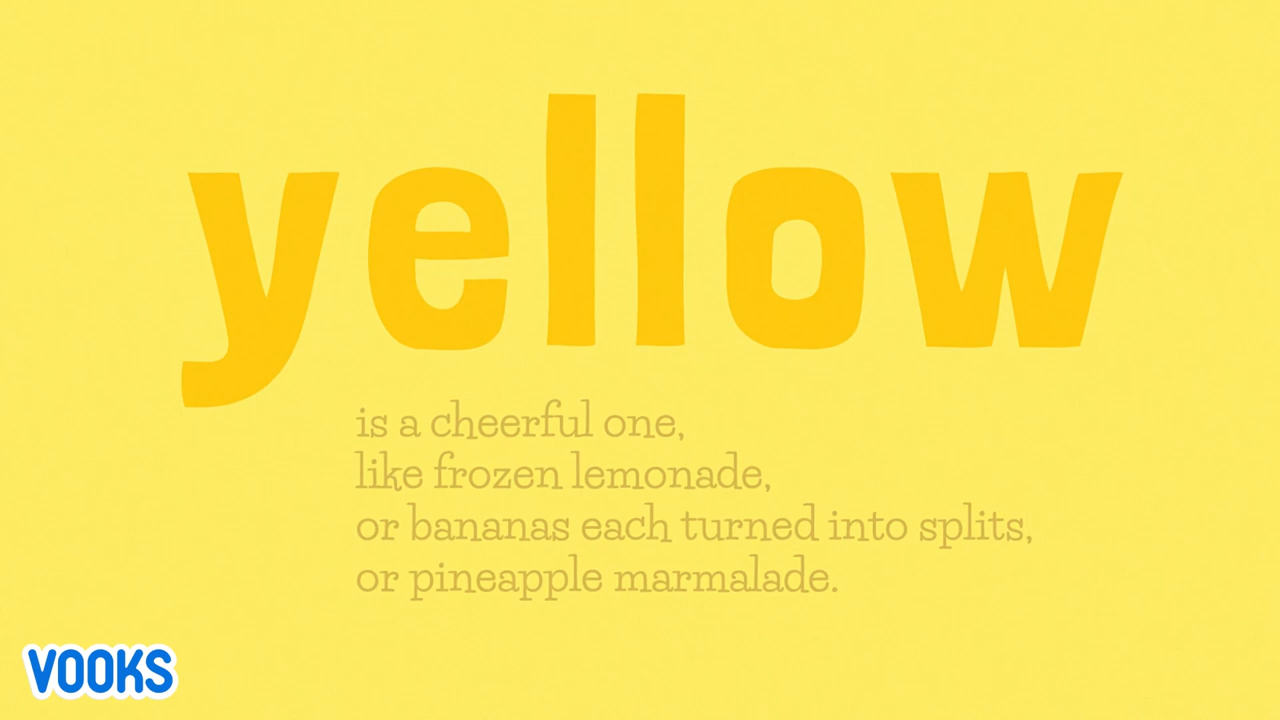 yellow
is a cheerful one,
like frozen lemonade,
or bananas each turned into splits,
or pineapple marmalade.
VOOKS